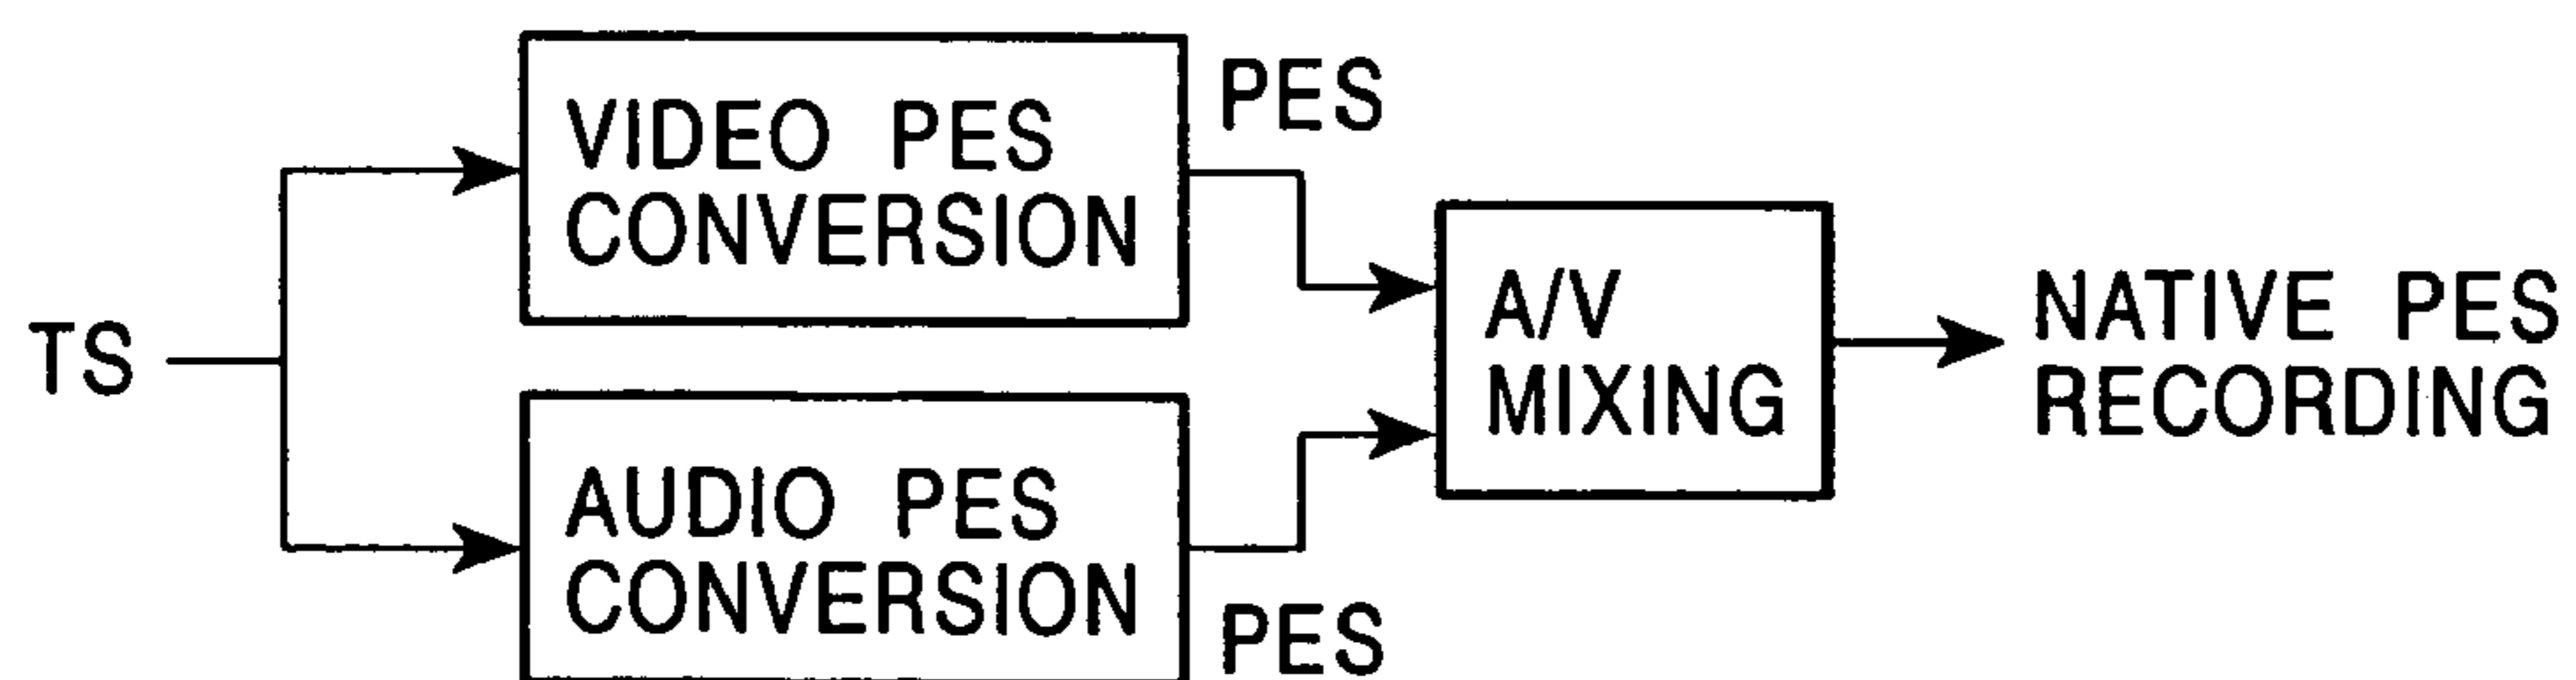 TS
VIDEO PES
CONVERSION
PES
AUDIO PES
CONVERSION
PES
A/V
MIXING
NATIVE PES
RECORDING